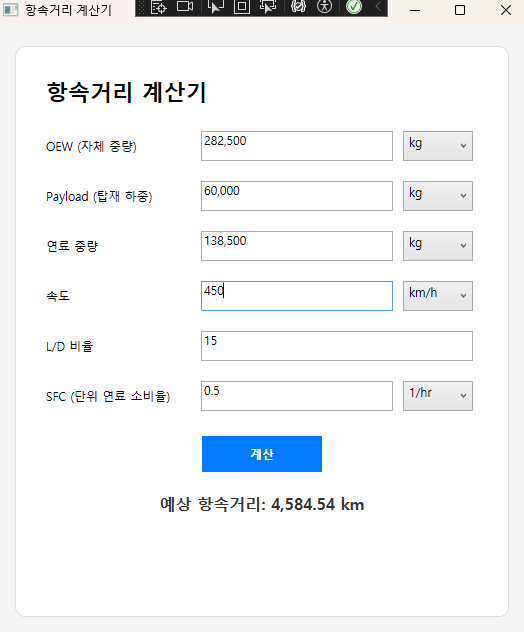 항속거리 계산기
항속거리 계산기
OEW (자체 중량) 282,500 kg
Payload (탑재 하중) 60,000 kg
연료 중량 138,500 kg
속도 450 km/h
L/D 비율 15
SFC (단위 연료 소비율) 0.5 1/hr
계산
예상 항속거리: 4,584.54 km